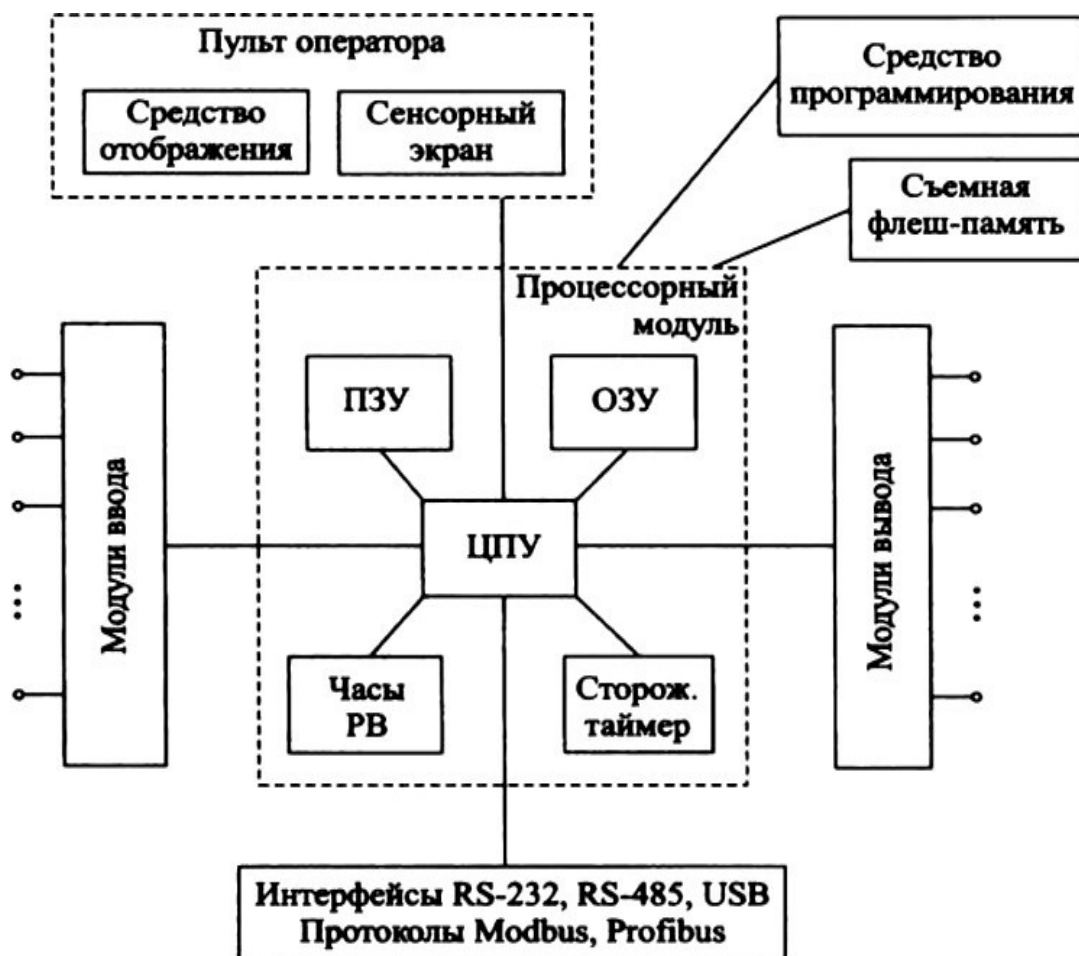 Пульт оператора
Средство
отображения
Сенсорный
экран
Средство
программирования
Съемная
флеш-память
Процессорный
модуль
ПЗУ
ОЗУ
Модули ввода
ЦПУ
Модули вывода
...
...
Часы
РВ
Сторож.
таймер
Интерфейсы RS-232, RS-485, USB
Протоколы Modbus, Profibus